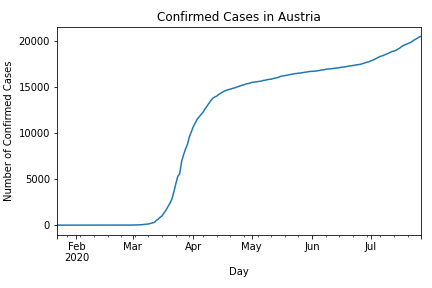 Confirmed Cases in Austria
Number of Confirmed Cases
20000
15000
10000
5000
0
Feb Mar Apr May Jun Jul
2020
Day